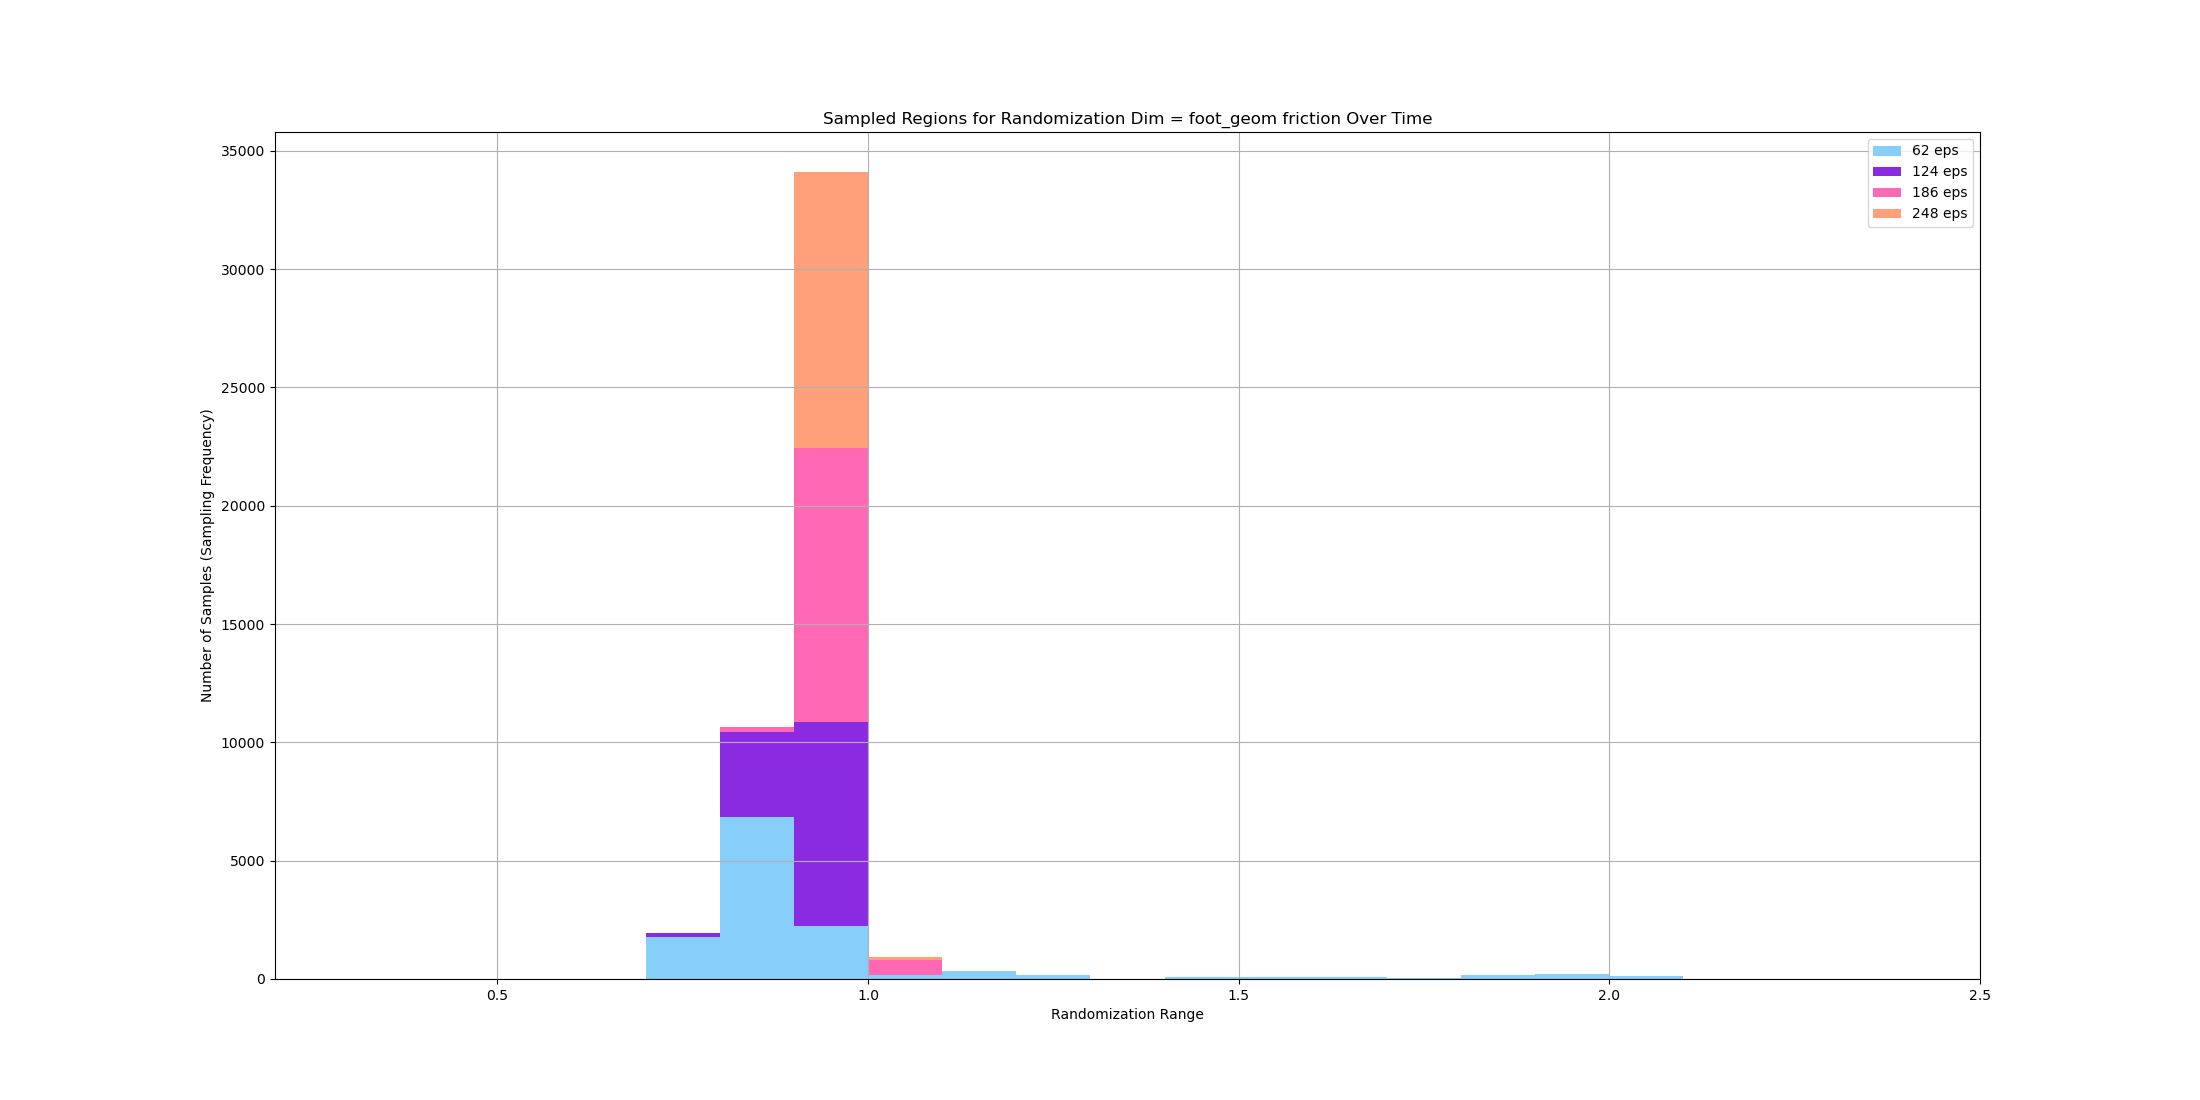 Sampled Regions for Randomization Dim = foot_geom friction Over Time
62 eps
124 eps
186 eps
248 eps
Number of Samples (Sampling Frequency)
35000
30000
25000
20000
15000
10000
5000
0
0.5 1.0 1.5 2.0 2.5
Randomization Range